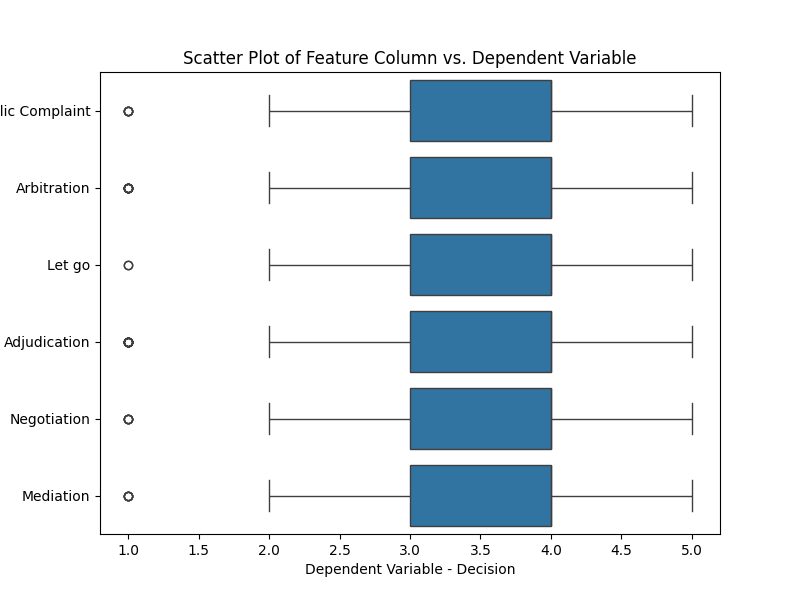 Scatter Plot of Feature Column vs. Dependent Variable
lic Complaint
Arbitration
Let go
Adjudication
Negotiation
Mediation
1.0 1.5 2.0 2.5 3.0 3.5 4.0 4.5 5.0
Dependent Variable - Decision